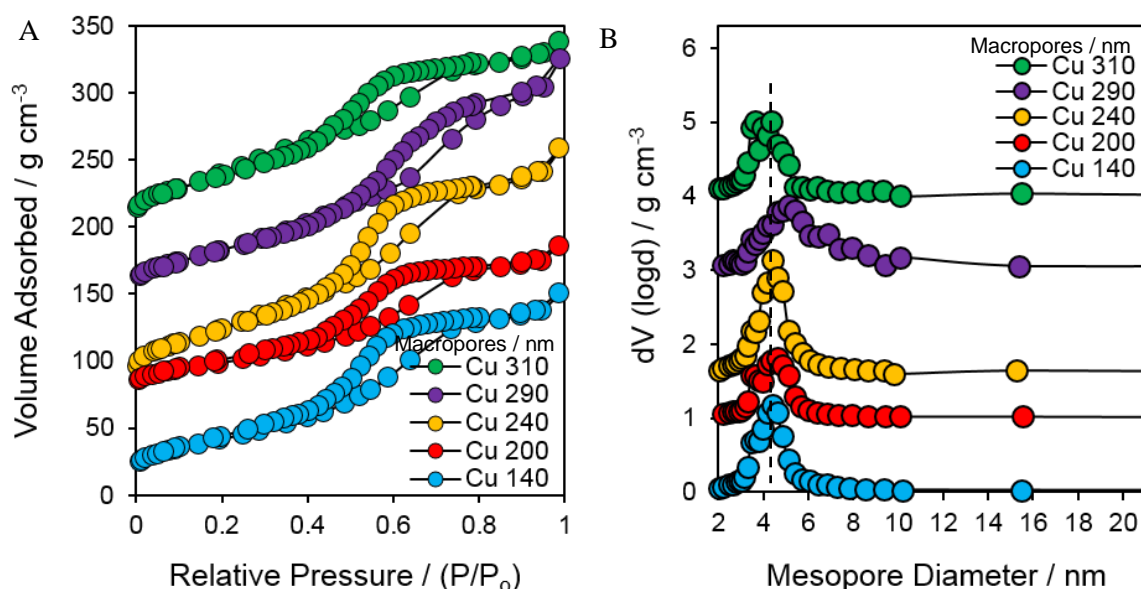 A
350
300
250
200
150
100
50
0
Volume Adsorbed / g cm-3
Macropores / nm
Cu 310
Cu 290
Cu 240
Cu 200
Cu 140
0
0.2
0.4
0.6
0.8
1
Relative Pressure / (P/Po)
B
6
5
4
3
2
1
0
dV (logd) / g cm-3
Macropores / nm
Cu 310
Cu 290
Cu 240
Cu 200
Cu 140
2 4 6 8 10 12 14 16 18 20
Mesopore Diameter / nm